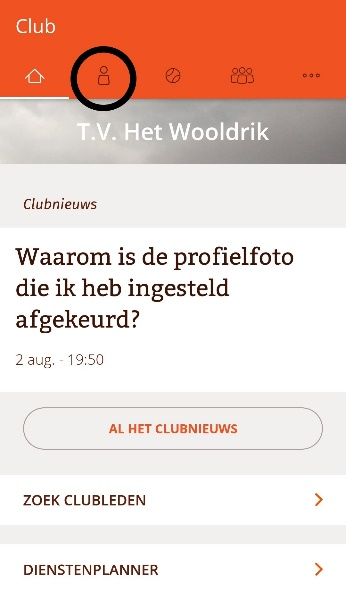 Club
T.V. Het Wooldrik
Clubnieuws
Waarom is de profielfoto
die ik heb ingesteld
afgekeurd?
2 aug. - 19:50
AL HET CLUBNIEUWS
ZOEK CLUBLEDEN
DIENSTENPLANNER